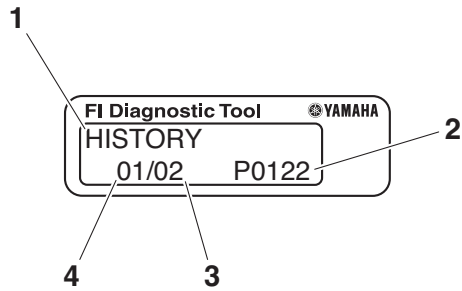 1
FI Diagnostic Tool YAMAHA
HISTORY
2
01/02 P0122
4 3